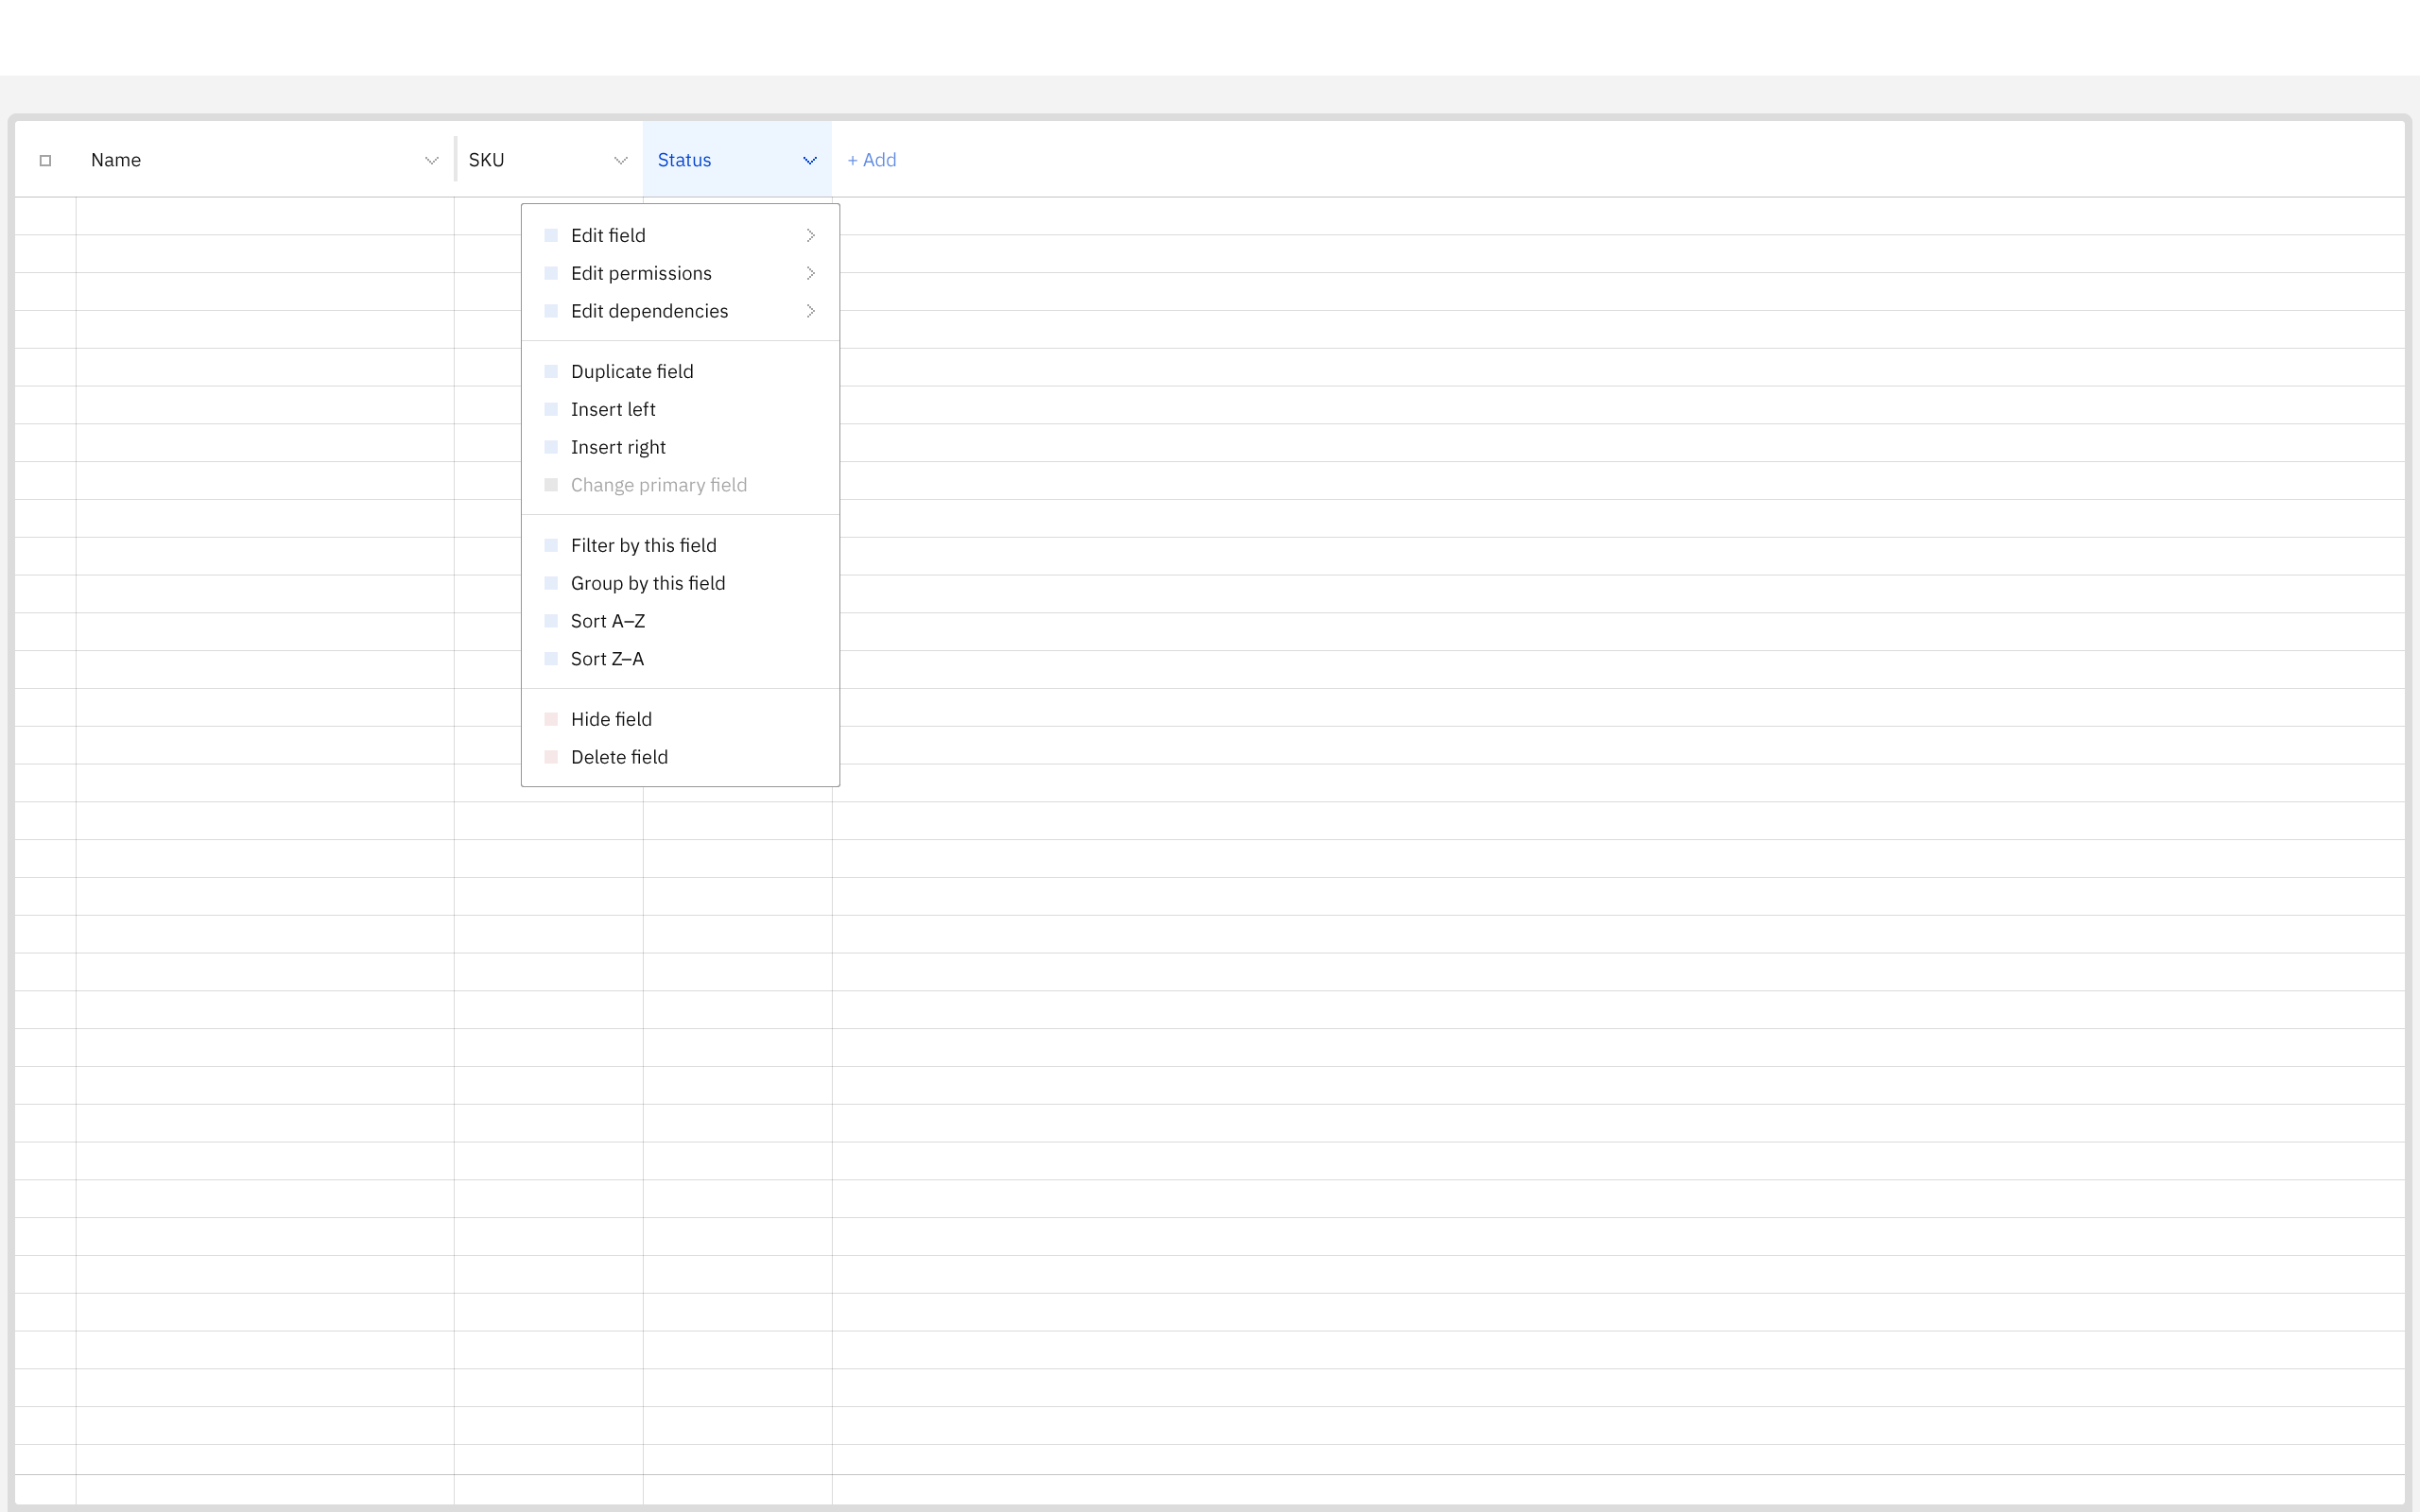 Name
SKU
Status
+ Add
Edit field
Edit permissions
Edit dependencies
Duplicate field
Insert left
Insert right
Change primary field
Filter by this field
Group by this field
Sort A–Z
Sort Z–A
Hide field
Delete field